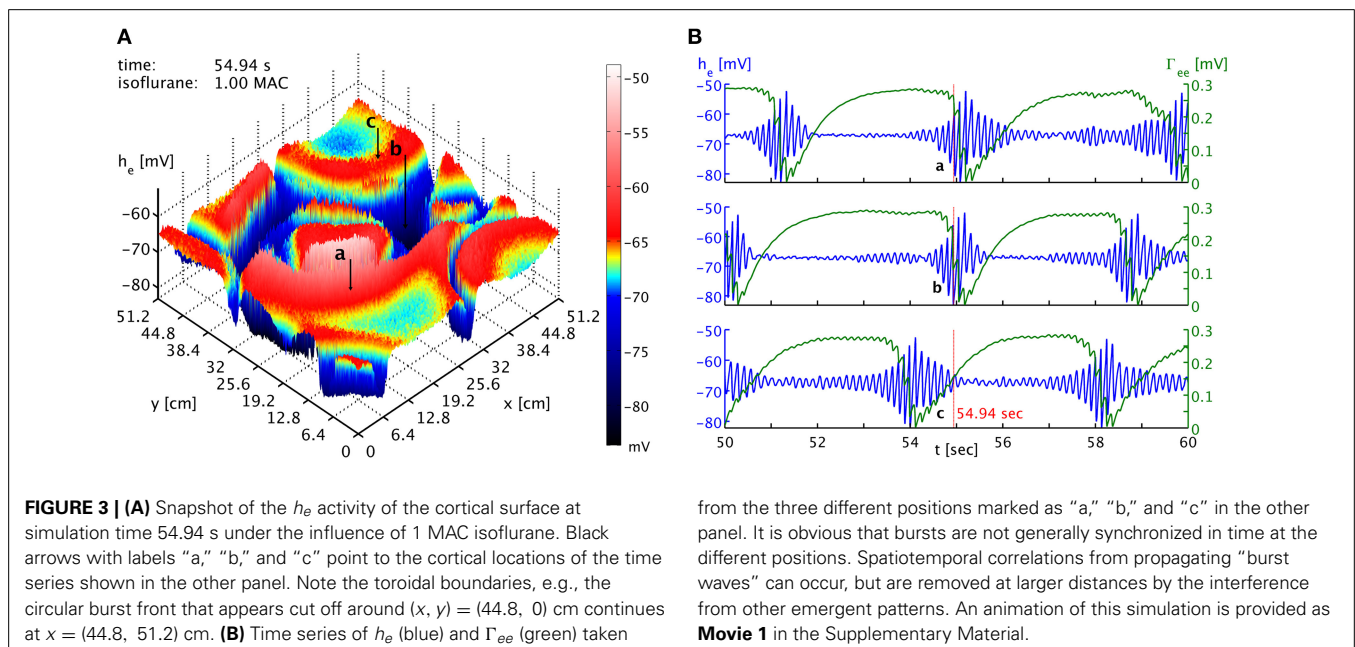 A
time: 54.94 s
isoflurane: 1.00 MAC
h_e [mV]
−60
−70
−80
a
b
c
51.2
44.8
38.4
32
25.6
19.2
12.8
6.4
0
y [cm]
0
6.4
12.8
19.2
25.6
32
38.4
44.8
51.2
x [cm]
−50
−55
−60
−65
−70
−75
−80
mV
B
h_e [mV]
Γ_ee [mV]
−50
−60
−70
−80
0.3
0.2
0.1
0
a
−50
−60
−70
−80
0.3
0.2
0.1
0
b
−50
−60
−70
−80
0.3
0.2
0.1
0
c
54.94 sec
50 52 54 56 58 60
t [sec]
FIGURE 3 | (A) Snapshot of the h_e activity of the cortical surface at
simulation time 54.94 s under the influence of 1 MAC isoflurane. Black
arrows with labels “a,” “b,” and “c” point to the cortical locations of the time
series shown in the other panel. Note the toroidal boundaries, e.g., the
circular burst front that appears cut off around (x, y) = (44.8, 0) cm continues
at x = (44.8, 51.2) cm. (B) Time series of h_e (blue) and Γ_ee (green) taken
from the three different positions marked as “a,” “b,” and “c” in the other
panel. It is obvious that bursts are not generally synchronized in time at the
different positions. Spatiotemporal correlations from propagating “burst
waves” can occur, but are removed at larger distances by the interference
from other emergent patterns. An animation of this simulation is provided as
Movie 1 in the Supplementary Material.